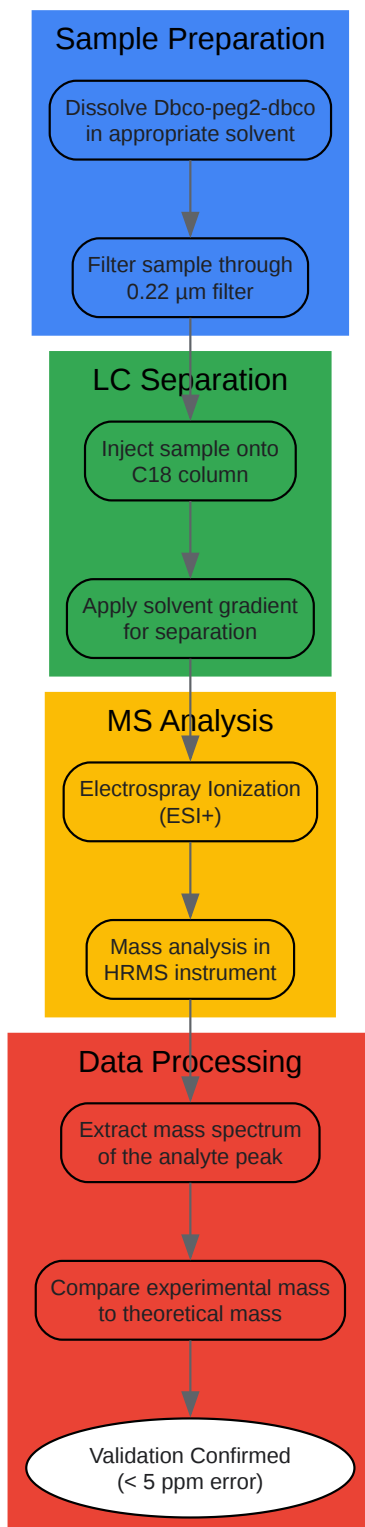 Sample Preparation
Dissolve Dbco-peg2-dbco
in appropriate solvent
Filter sample through
0.22 µm filter
LC Separation
Inject sample onto
C18 column
Apply solvent gradient
for separation
MS Analysis
Electrospray Ionization
(ESI+)
Mass analysis in
HRMS instrument
Data Processing
Extract mass spectrum
of the analyte peak
Compare experimental mass
to theoretical mass
Validation Confirmed
(< 5 ppm error)